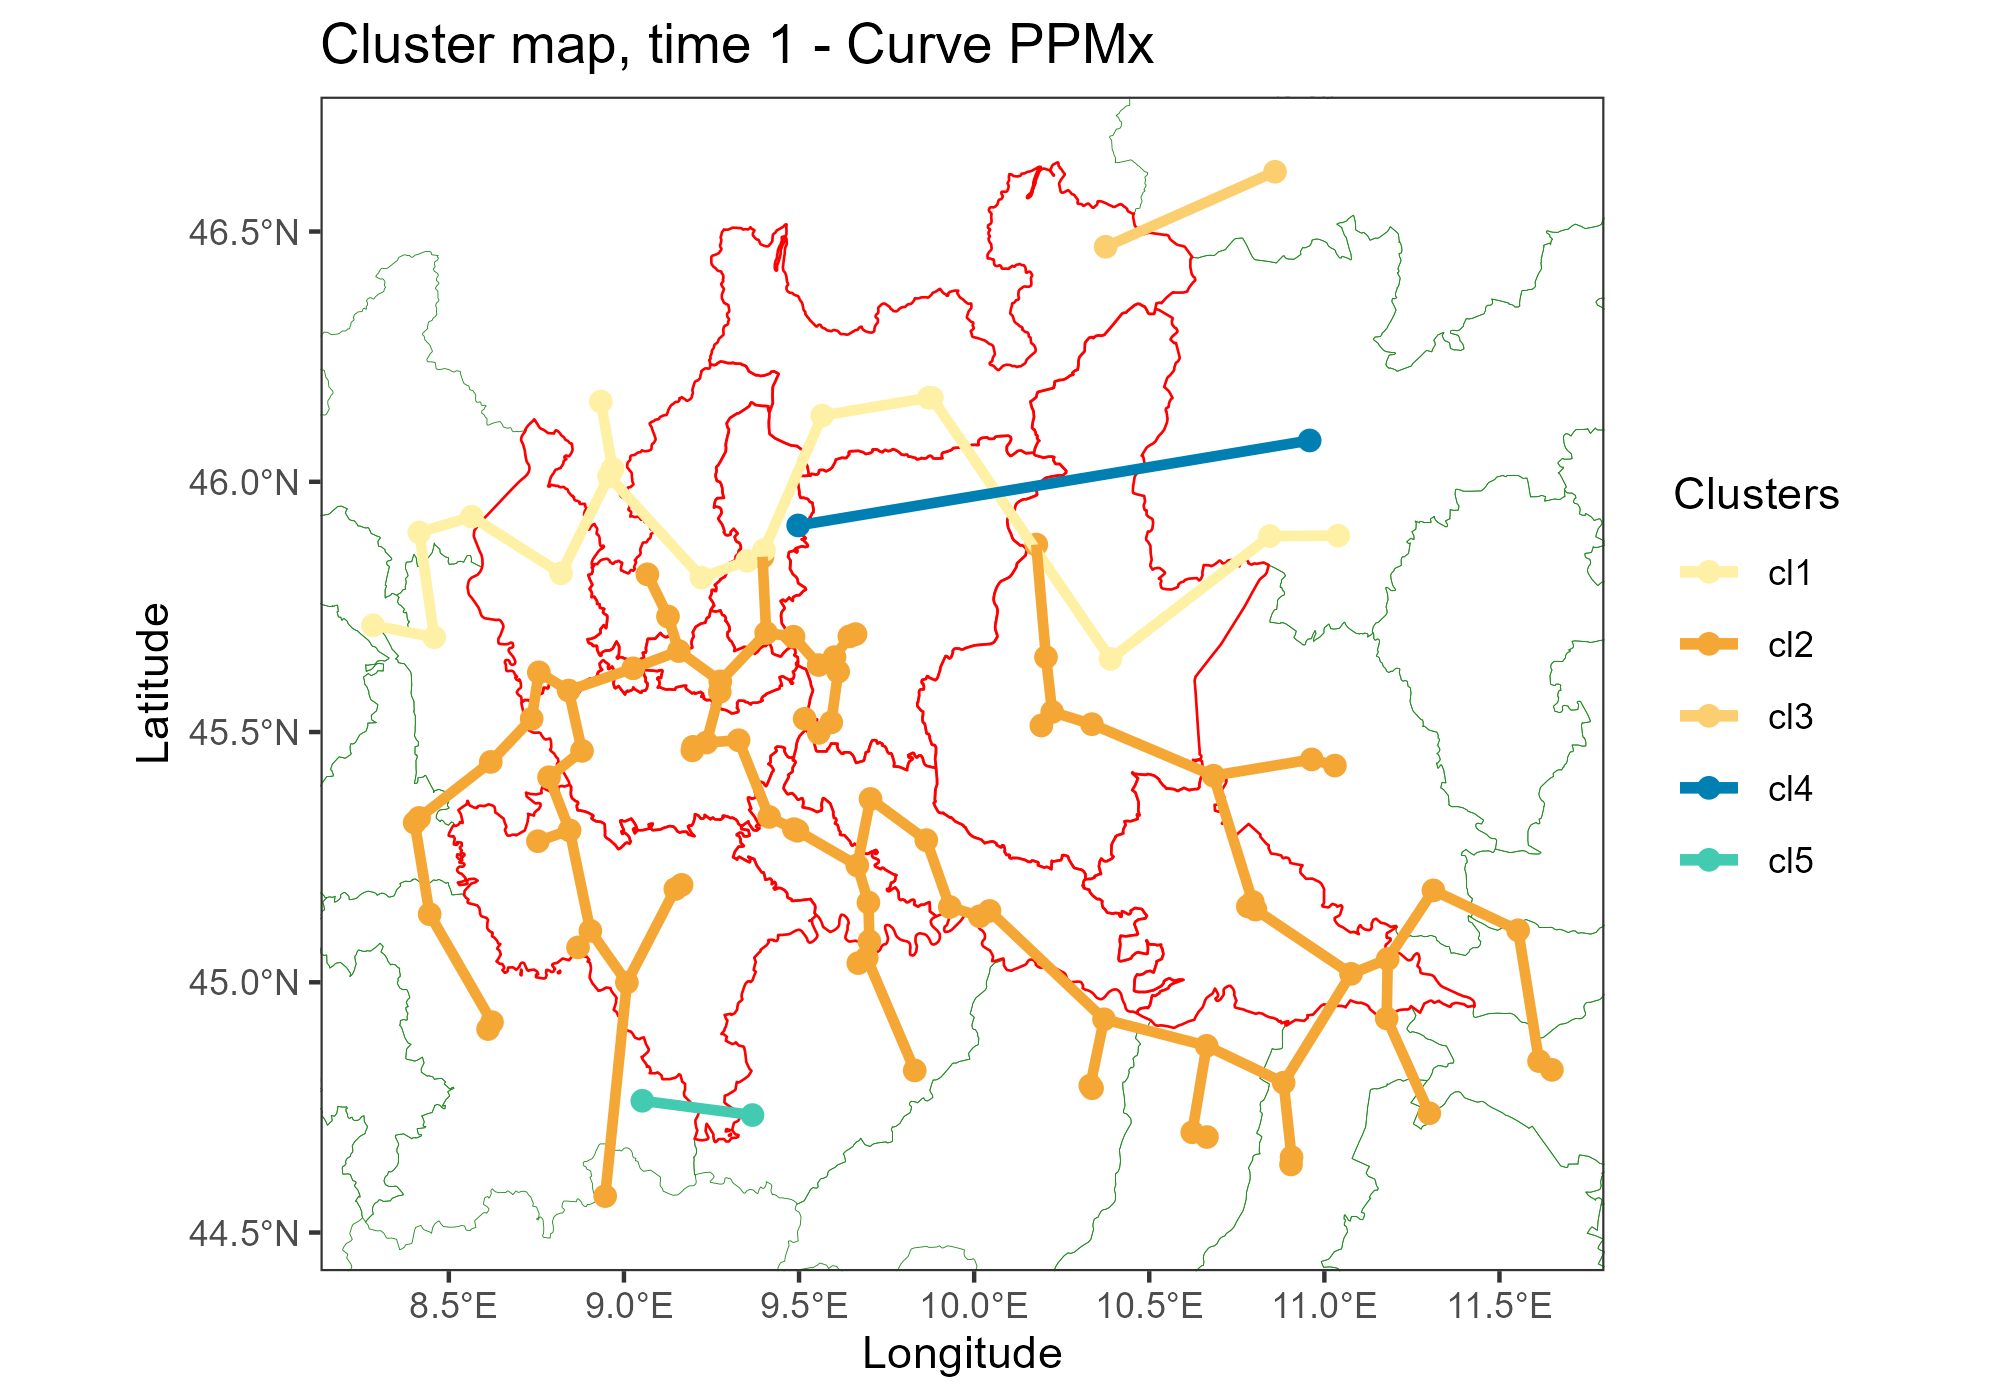 Cluster map, time 1 - Curve PPMx
46.5°N
46.0°N
45.5°N
45.0°N
44.5°N
Latitude
8.5°E 9.0°E 9.5°E 10.0°E 10.5°E 11.0°E 11.5°E
Longitude
Clusters
cl1
cl2
cl3
cl4
cl5